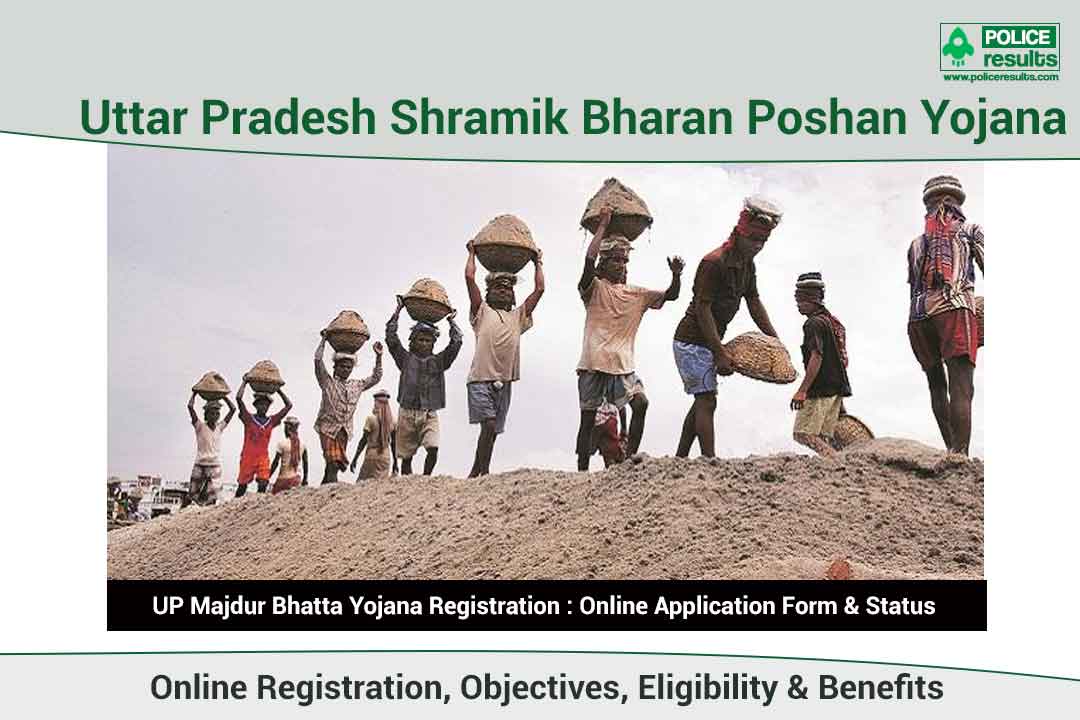 POLICE
results
www.policeresults.com
Uttar Pradesh Shramik Bharan Poshan Yojana
UP Majdur Bhatta Yojana Registration : Online Application Form & Status
Online Registration, Objectives, Eligibility & Benefits